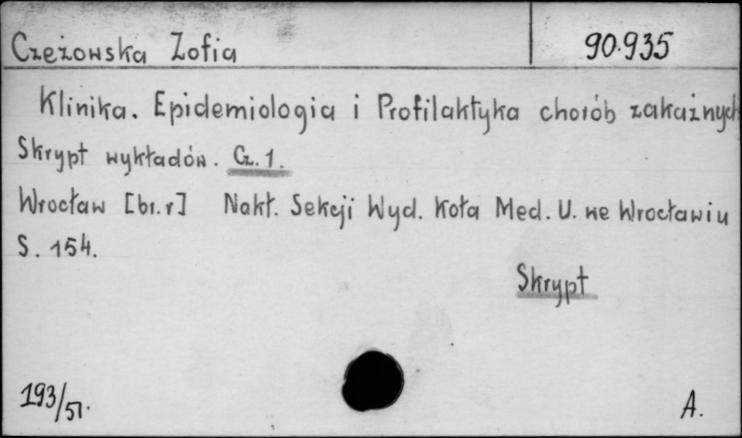 Czeżowska Zofia
90.935
Klinika. Epidemiologia i Profilaktyka chorób zakaźnych
Skrypt wykładów. Cz. 1.
Wrocław [br.r] Nakł. Sekcji Wyd. Koła Med. U. we Wrocławiu
S. 154.
Skrypt
193/51.
A.